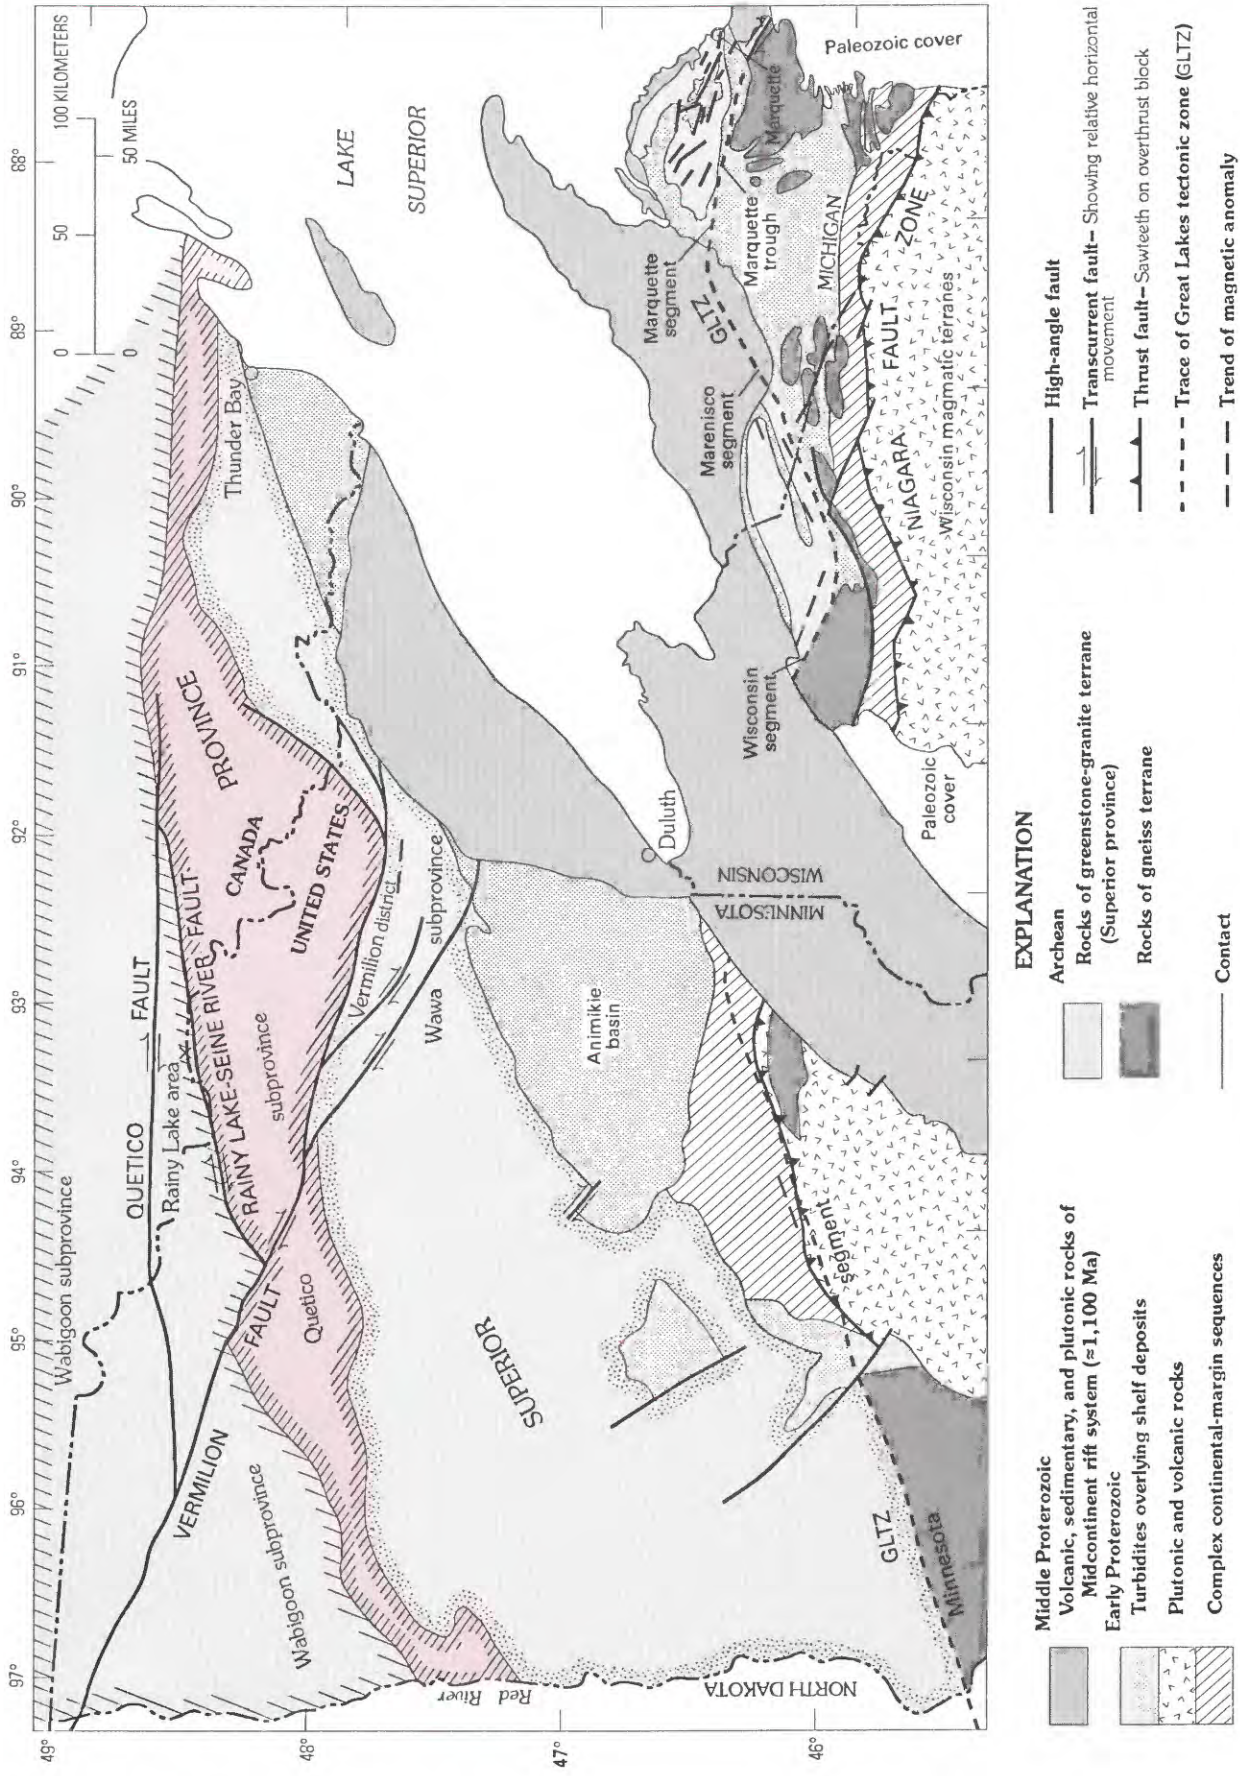 97°
96°
95°
94°
93°
92°
91°
90°
89°
88°
49°
48°
47°
46°
0
50
100 KILOMETERS
0
50 MILES
Wabigoon subprovince
QUETICO
FAULT
Rainy Lake area
RAINY LAKE-SEINE RIVER FAULT
VERMILION
FAULT
Wabigoon subprovince
Quetico
subprovince
PROVINCE
CANADA
UNITED STATES
Thunder Bay
LAKE
SUPERIOR
Vermilion district
Wawa
subprovince
SUPERIOR
Red
River
NORTH DAKOTA
Animikie
basin
Duluth
MINNESOTA
WISCONSIN
GLTZ
Minnesota
segment
Wisconsin
segment
Marenisco
segment
GLTZ
Marquette
segment
Marquette
trough
Marquette
MICHIGAN
NIAGARA
FAULT
ZONE
Wisconsin magmatic terranes
Paleozoic
cover
Paleozoic cover
EXPLANATION
Middle Proterozoic
Volcanic, sedimentary, and plutonic rocks of
Midcontinent rift system (≈1,100 Ma)
Early Proterozoic
Turbidites overlying shelf deposits
Plutonic and volcanic rocks
Complex continental-margin sequences
Archean
Rocks of greenstone-granite terrane
(Superior province)
Rocks of gneiss terrane
Contact
High-angle fault
Transcurrent fault—Showing relative horizontal
movement
Thrust fault—Sawteeth on overthrust block
Trace of Great Lakes tectonic zone (GLTZ)
Trend of magnetic anomaly